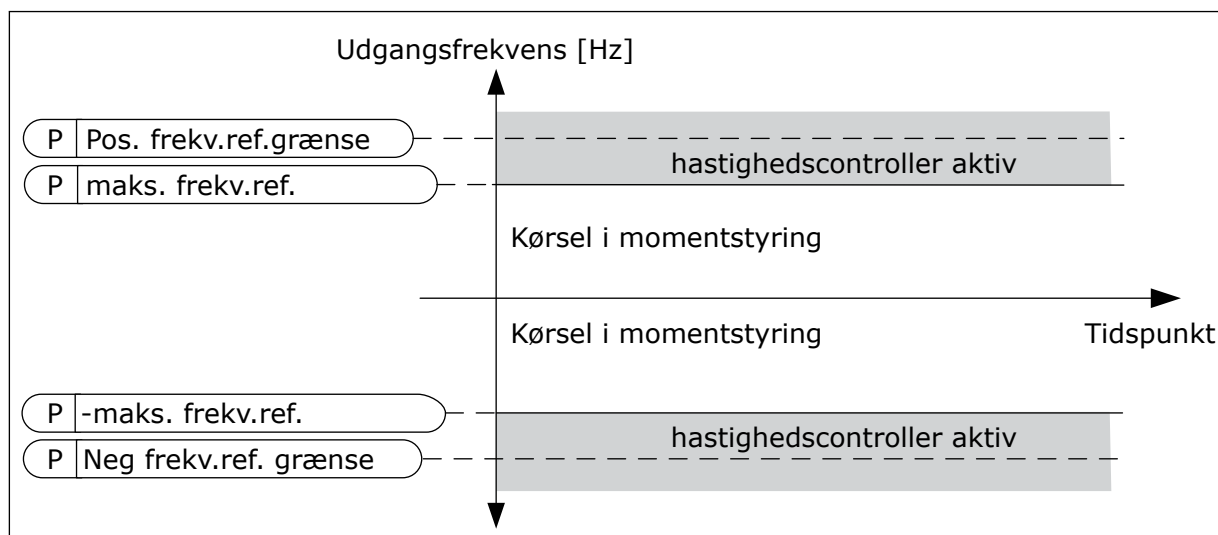 Udgangsfrekvens [Hz]
P Pos. frekv.ref.grænse
hastighedscontroller aktiv
P maks. frekv.ref.
Kørsel i momentstyring
Kørsel i momentstyring
Tidspunkt
P -maks. frekv.ref.
hastighedscontroller aktiv
P Neg frekv.ref. grænse